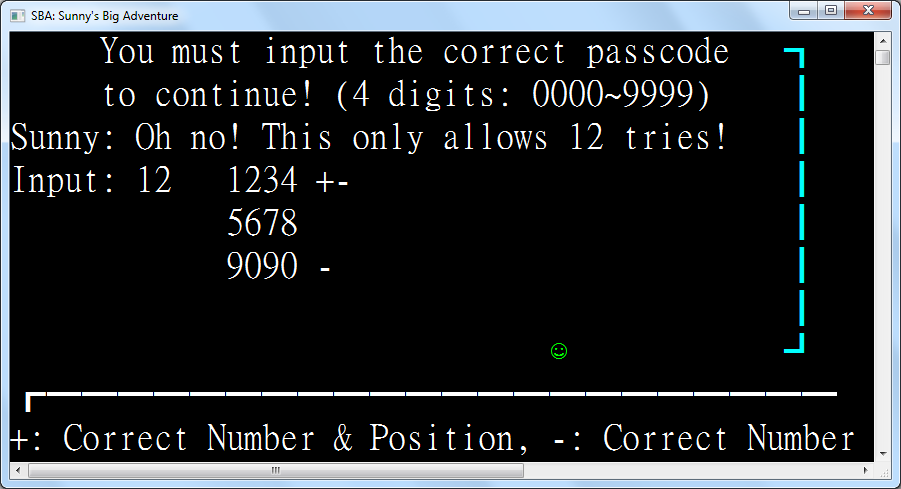 SBA: Sunny's Big Adventure
You must input the correct passcode
to continue! (4 digits: 0000~9999)
Sunny: Oh no! This only allows 12 tries!
Input: 12 1234 +-
5678
9090 -
+: Correct Number & Position, -: Correct Number